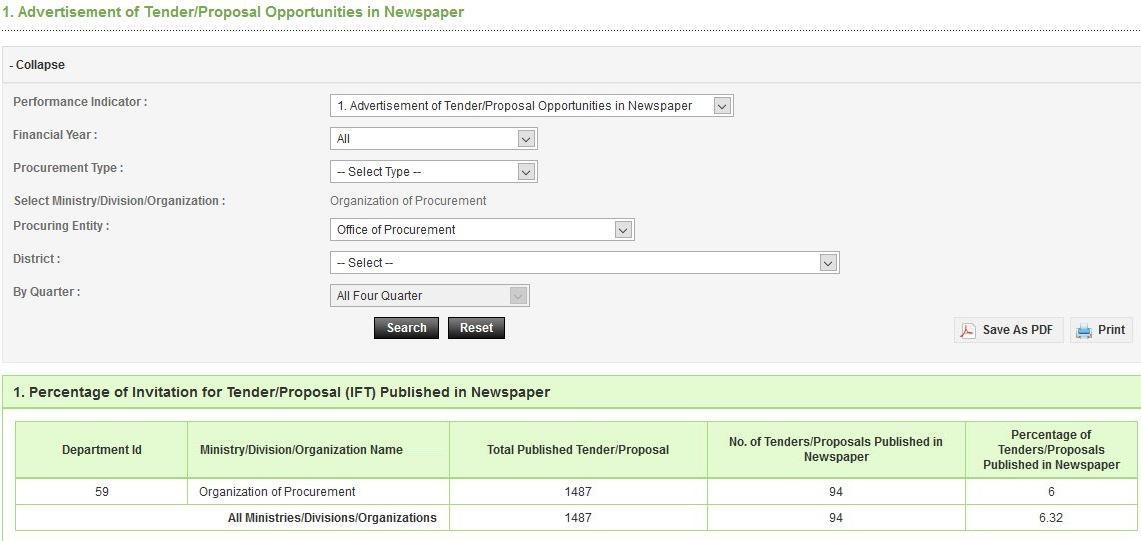 1. Advertisement of Tender/Proposal Opportunities in Newspaper
- Collapse
Performance Indicator :
1. Advertisement of Tender/Proposal Opportunities in Newspaper
Financial Year :
All
Procurement Type :
-- Select Type --
Select Ministry/Division/Organization :
Organization of Procurement
Procuring Entity :
Office of Procurement
District :
-- Select --
By Quarter :
All Four Quarter
Search
Reset
Save As PDF
Print
1. Percentage of Invitation for Tender/Proposal (IFT) Published in Newspaper
Department Id
Ministry/Division/Organization Name
Total Published Tender/Proposal
No. of Tenders/Proposals Published in
Newspaper
Percentage of
Tenders/Proposals
Published in Newspaper
59
Organization of Procurement
1487
94
6
All Ministries/Divisions/Organizations
1487
94
6.32